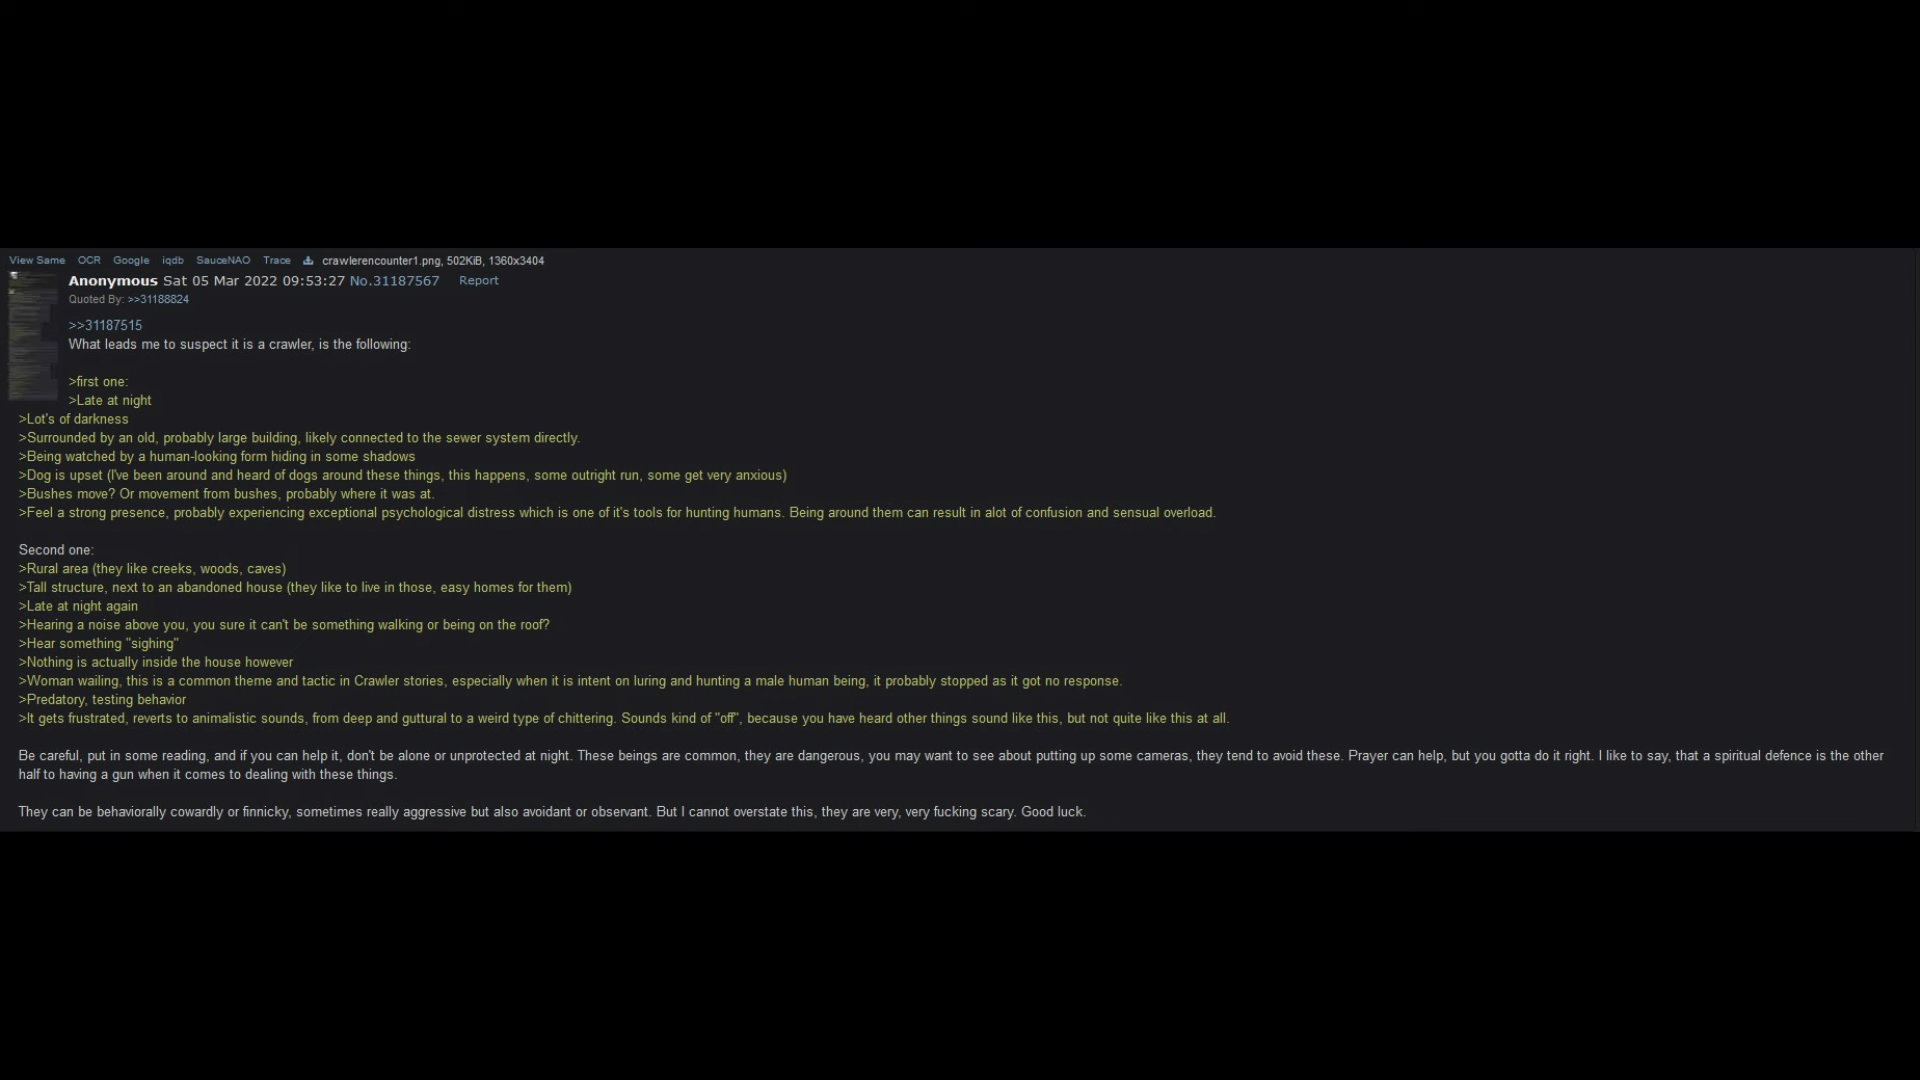 View Same OCR Google iqdb SauceNAO Trace crawlerencounter1.png, 502KiB, 1360x3404
Anonymous Sat 05 Mar 2022 09:53:27 No.31187567 Report
Quoted By: >>31188824
>>31187515
What leads me to suspect it is a crawler, is the following:
>first one:
>Late at night
>Lot's of darkness
>Surrounded by an old, probably large building, likely connected to the sewer system directly.
>Being watched by a human-looking form hiding in some shadows
>Dog is upset (I've been around and heard of dogs around these things, this happens, some outright run, some get very anxious)
>Bushes move? Or movement from bushes, probably where it was at.
>Feel a strong presence, probably experiencing exceptional psychological distress which is one of it's tools for hunting humans. Being around them can result in alot of confusion and sensual overload.
Second one:
>Rural area (they like creeks, woods, caves)
>Tall structure, next to an abandoned house (they like to live in those, easy homes for them)
>Late at night again
>Hearing a noise above you, you sure it can't be something walking or being on the roof?
>Hear something "sighing"
>Nothing is actually inside the house however
>Woman wailing, this is a common theme and tactic in Crawler stories, especially when it is intent on luring and hunting a male human being, it probably stopped as it got no response.
>Predatory, testing behavior
>It gets frustrated, reverts to animalistic sounds, from deep and guttural to a weird type of chittering. Sounds kind of "off", because you have heard other things sound like this, but not quite like this at all.
Be careful, put in some reading, and if you can help it, don't be alone or unprotected at night. These beings are common, they are dangerous, you may want to see about putting up some cameras, they tend to avoid these. Prayer can help, but you gotta do it right. I like to say, that a spiritual defence is the other
half to having a gun when it comes to dealing with these things.
They can be behaviorally cowardly or finnicky, sometimes really aggressive but also avoidant or observant. But I cannot overstate this, they are very, very fucking scary. Good luck.